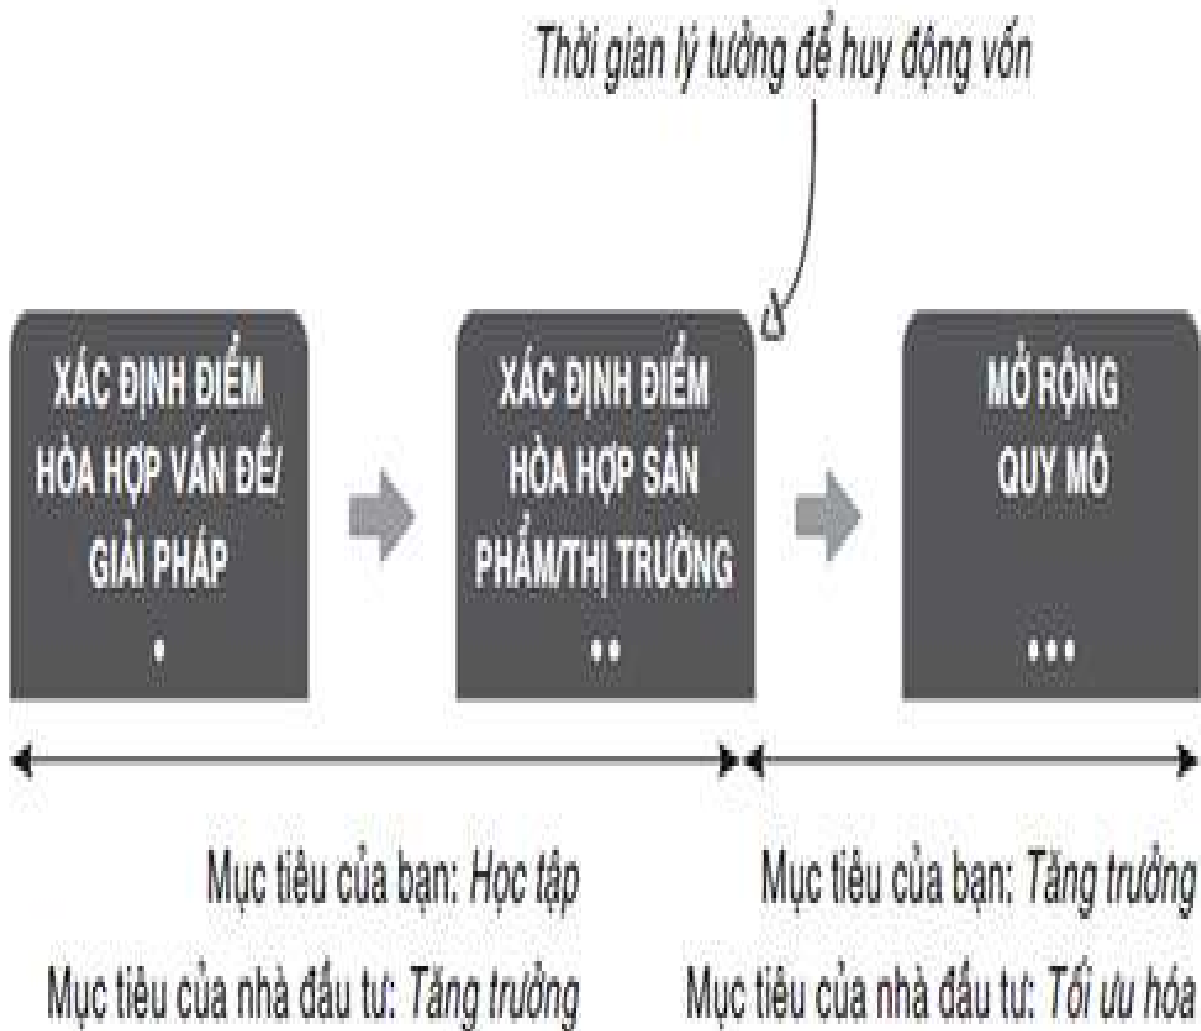 Thời gian lý tưởng để huy động vốn
XÁC ĐỊNH ĐIỂM
HÒA HỢP VẤN ĐỀ/
GIẢI PHÁP
XÁC ĐỊNH ĐIỂM
HÒA HỢP SẢN
PHẨM/THỊ TRƯỜNG
MỞ RỘNG
QUY MÔ
Mục tiêu của bạn: Học tập
Mục tiêu của nhà đầu tư: Tăng trưởng
Mục tiêu của bạn: Tăng trưởng
Mục tiêu của nhà đầu tư: Tối ưu hóa